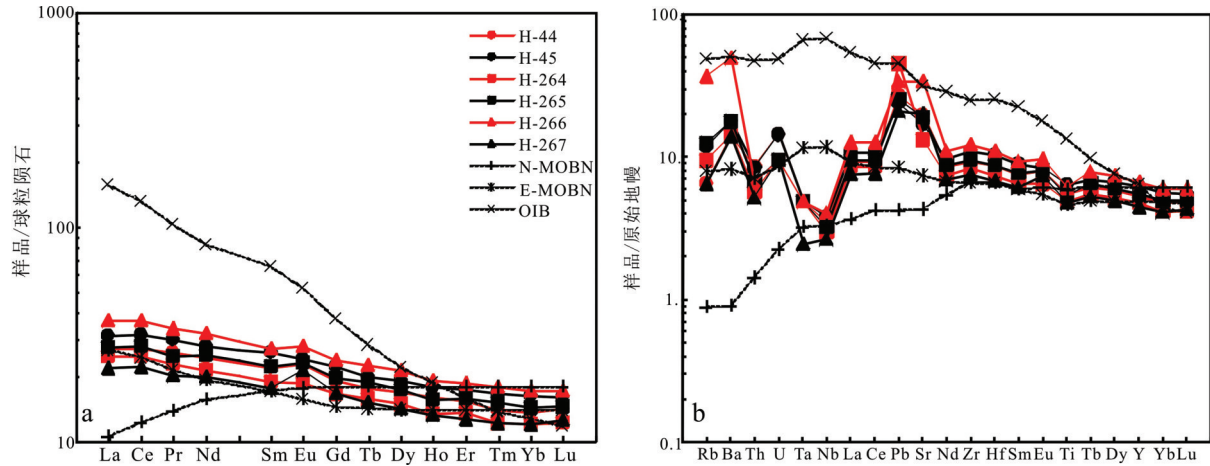 1000
100
10
样品/球粒陨石
H-44
H-45
H-264
H-265
H-266
H-267
N-MOBN
E-MOBN
OIB
a
La Ce Pr Nd Sm Eu Gd Tb Dy Ho Er Tm Yb Lu
100
10
1.
0.1
样品/原始地幔
b
Rb Ba Th U Ta Nb La Ce Pb Sr Nd Zr Hf Sm Eu Ti Tb Dy Y Yb Lu